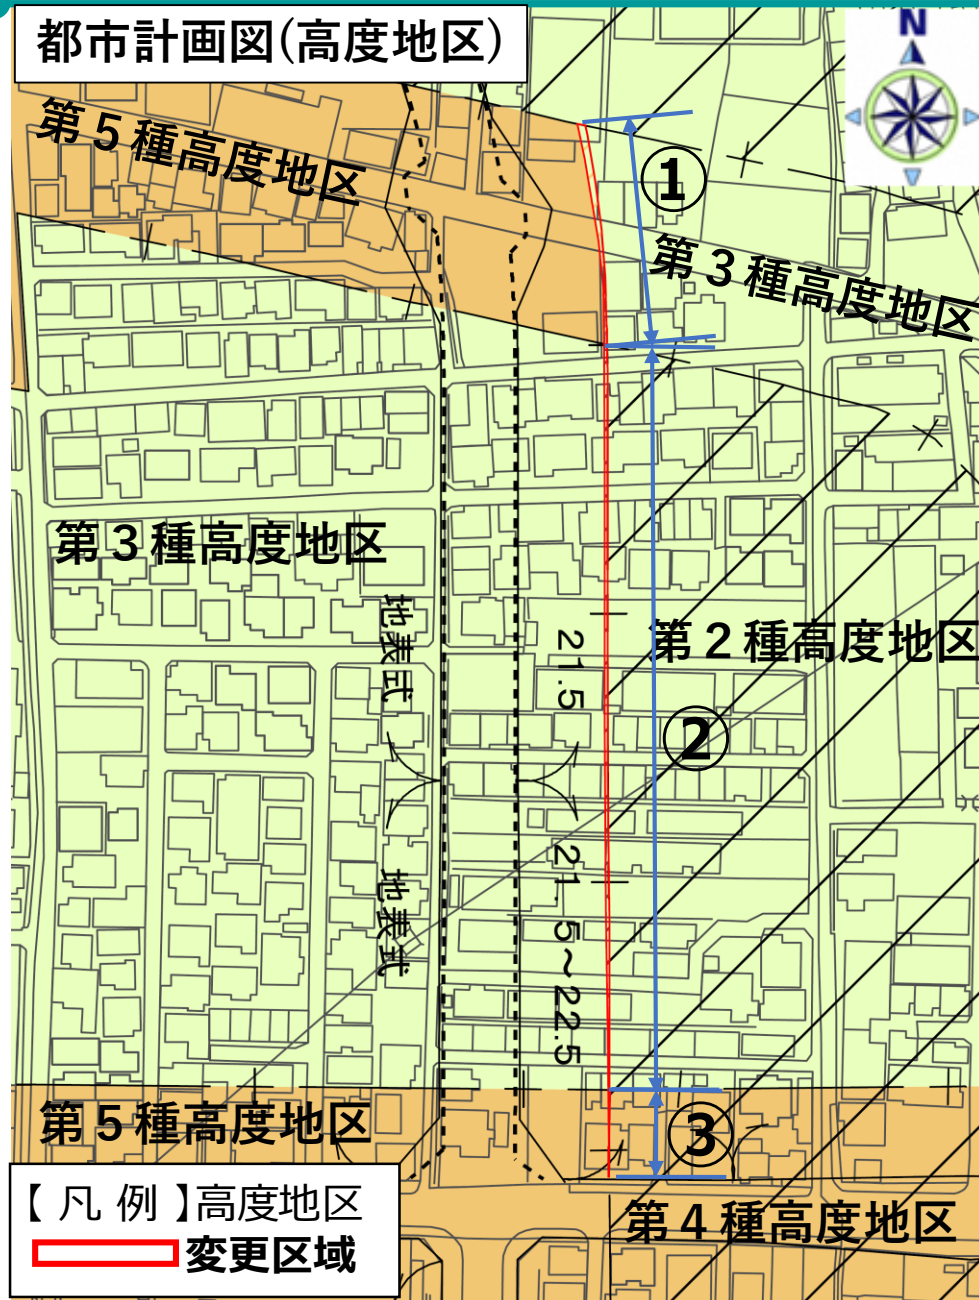 都市計画図(高度地区)
N
第5種高度地区
①
第3種高度地区
第3種高度地区
地表式
21.5
第2種高度地区
②
地表式
21.5～22.5
第5種高度地区
③
第4種高度地区
【凡例】高度地区
変更区域